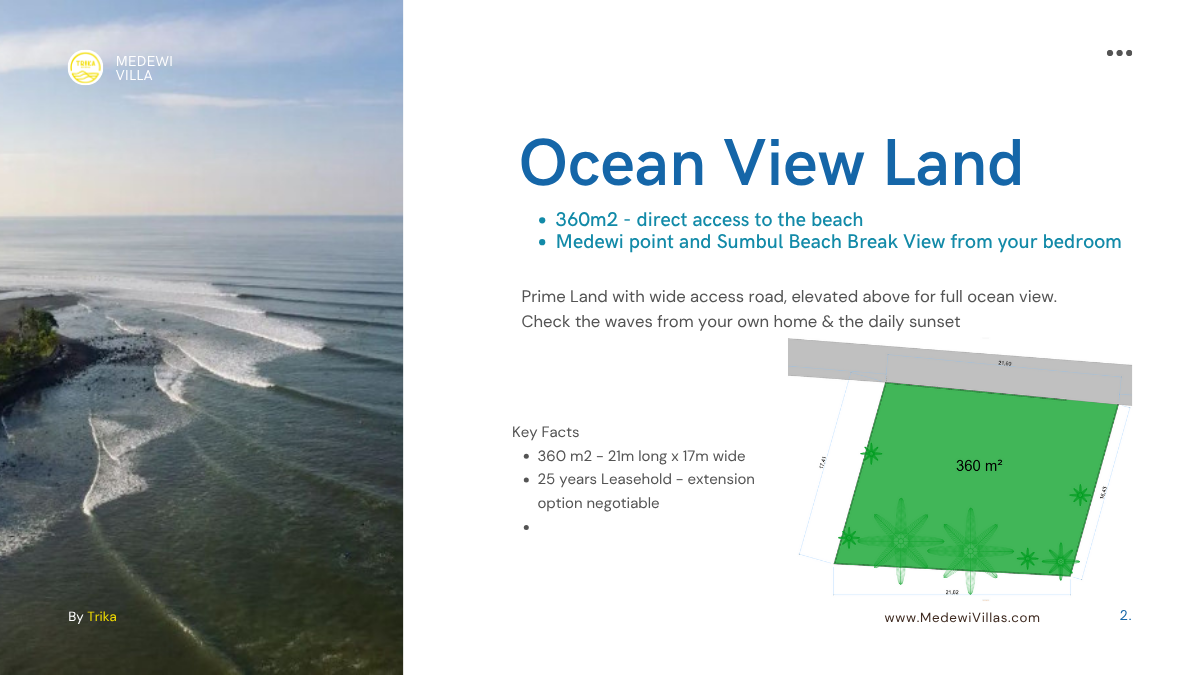 TRIKA
MEDEWI
VILLA
Ocean View Land
• 360m2 - direct access to the beach
• Medewi point and Sumbul Beach Break View from your bedroom
Prime Land with wide access road, elevated above for full ocean view.
Check the waves from your own home & the daily sunset
21,60
17,41
360 m²
16,43
21,02
Key Facts
• 360 m2 - 21m long x 17m wide
• 25 years Leasehold - extension
option negotiable
•
By Trika
www.MedewiVillas.com
2.